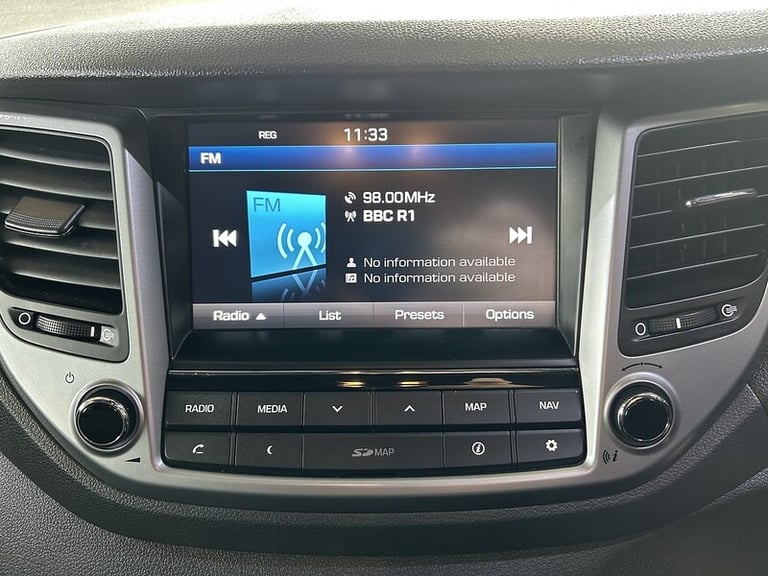 REG 11:33
FM
FM
98.00MHz
BBC R1
No information available
No information available
Radio List Presets Options
RADIO MEDIA MAP NAV
SD MAP
i
i